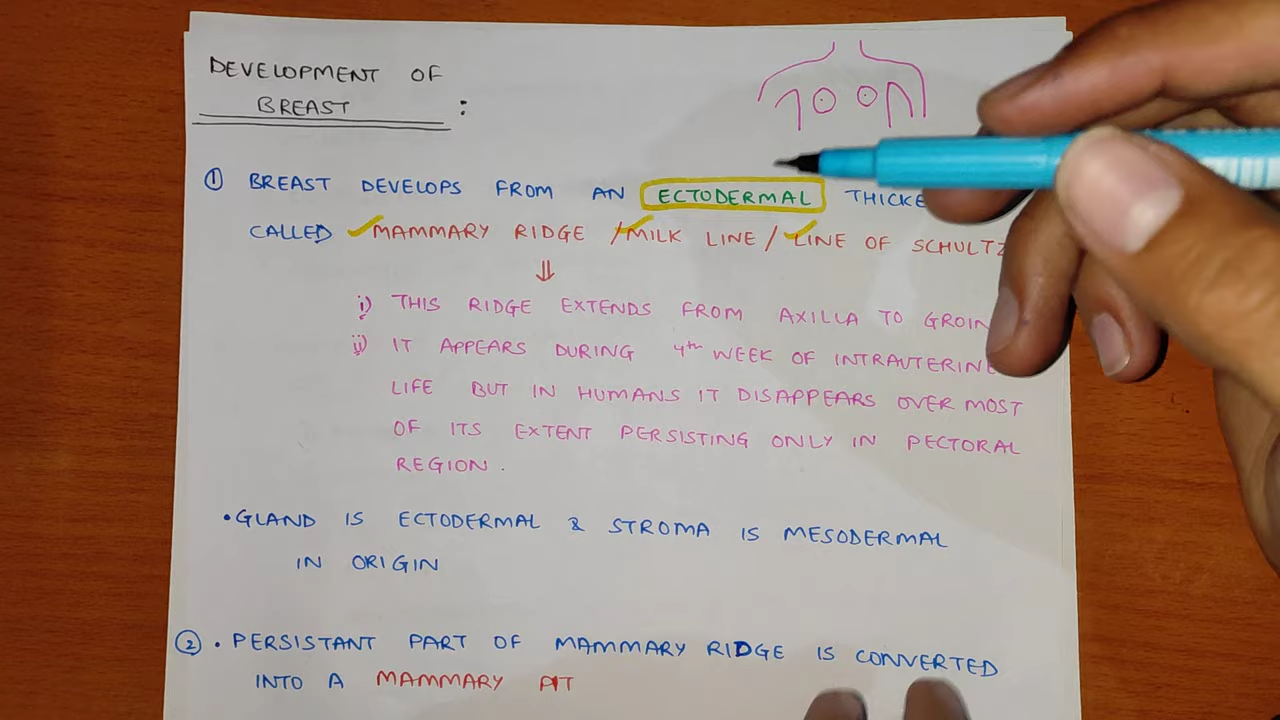 DEVELOPMENT OF
BREAST :
① BREAST DEVELOPS FROM AN ECTODERMAL
CALLED MAMMARY RIDGE / MILK LINE / LINE OF SCHULTZ
⇓
i) THIS RIDGE EXTENDS FROM AXILLA TO GROIN
ii) IT APPEARS DURING 4th WEEK OF INTRAUTERINE
LIFE BUT IN HUMANS IT DISAPPEARS OVER MOST
OF ITS EXTENT PERSISTING ONLY IN PECTORAL
REGION.
• GLAND IS ECTODERMAL & STROMA IS MESODERMAL
IN ORIGIN
② • PERSISTANT PART OF MAMMARY RIDGE IS CONVERTED
INTO A MAMMARY PIT